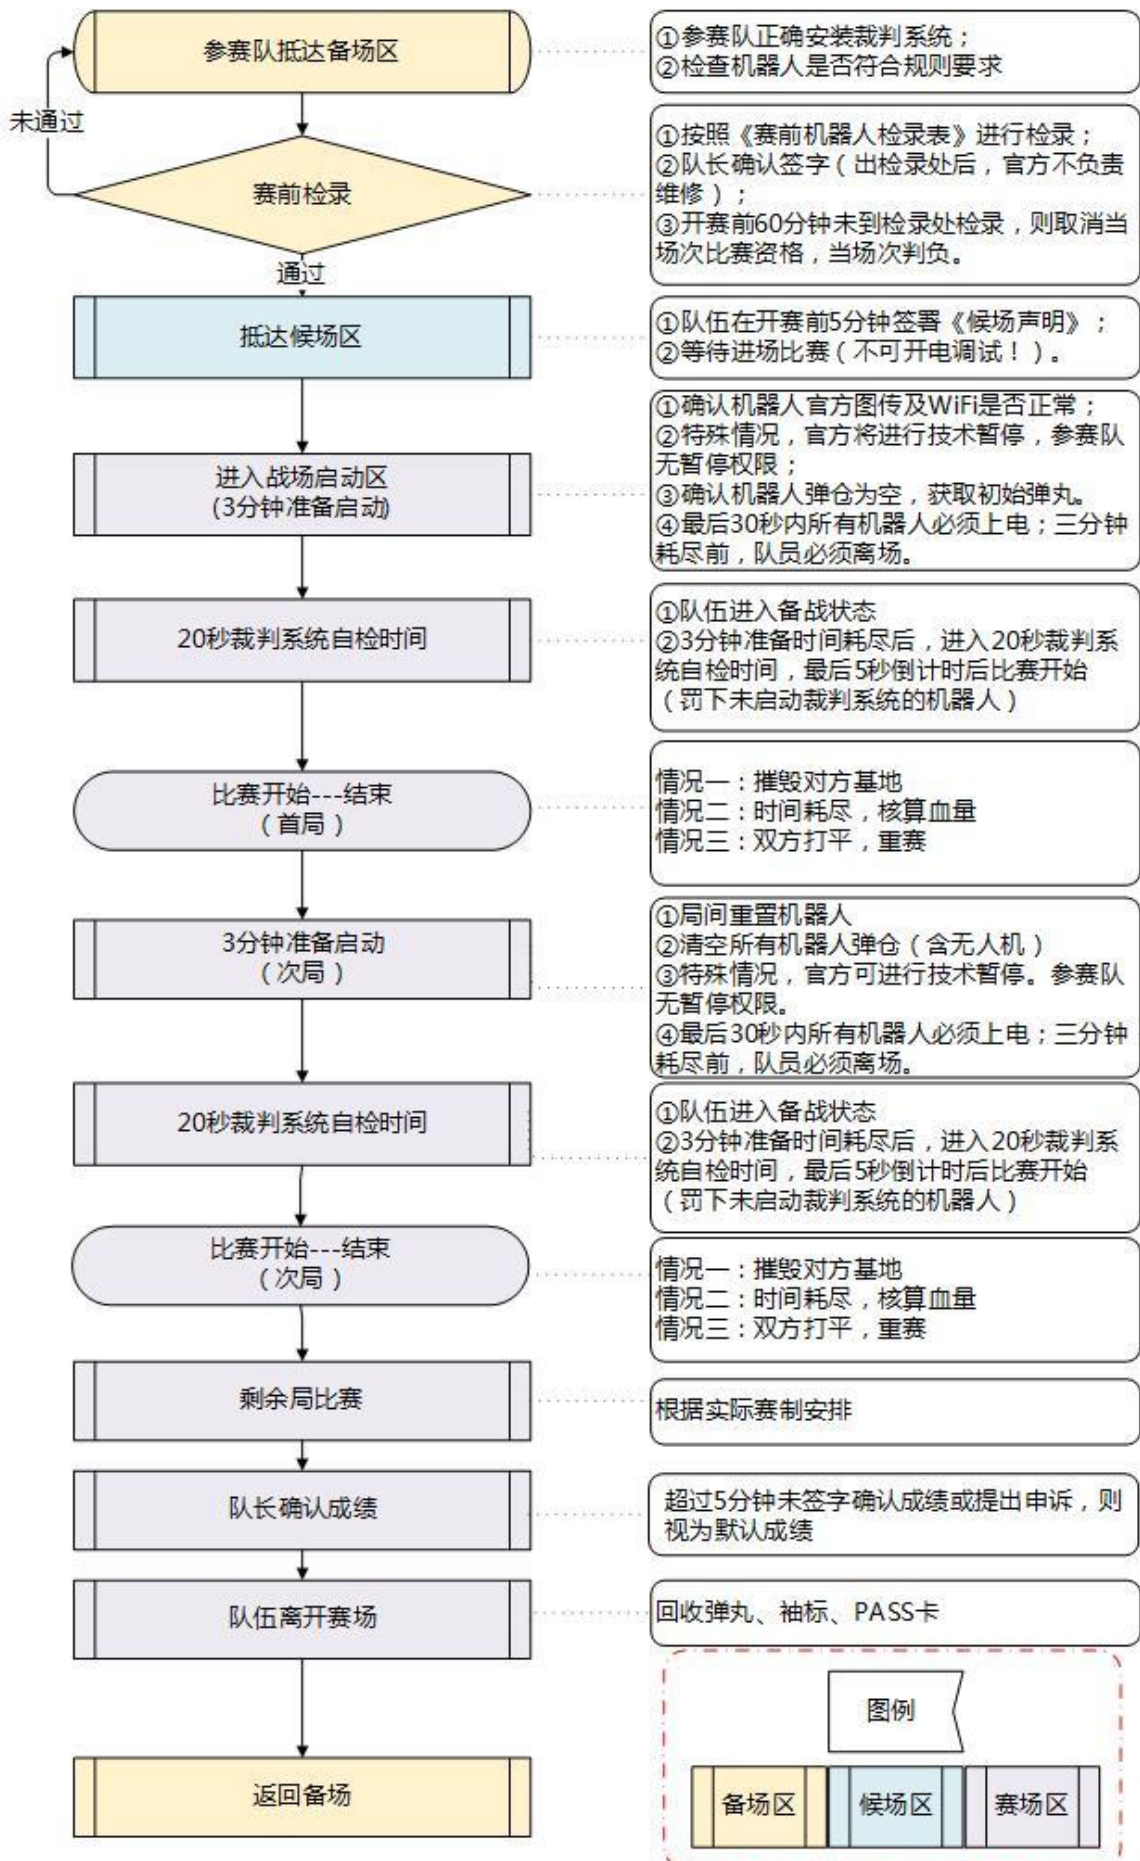 参赛队抵达备场区
①参赛队正确安装裁判系统；
②检查机器人是否符合规则要求
未通过
赛前检录
①按照《赛前机器人检录表》进行检录；
②队长确认签字（出检录处后，官方不负责
维修）；
③开赛前60分钟未到检录处检录，则取消当
场次比赛资格，当场次判负。
通过
抵达候场区
①队伍在开赛前5分钟签署《候场声明》；
②等待进场比赛（不可开电调试！）。
进入战场启动区
(3分钟准备启动)
①确认机器人官方图传及WiFi是否正常；
②特殊情况，官方将进行技术暂停，参赛队
无暂停权限；
③确认机器人弹仓为空，获取初始弹丸。
④最后30秒内所有机器人必须上电；三分钟
耗尽前，队员必须离场。
20秒裁判系统自检时间
①队伍进入备战状态
②3分钟准备时间耗尽后，进入20秒裁判系
统自检时间，最后5秒倒计时后比赛开始
（罚下未启动裁判系统的机器人）
比赛开始---结束
（首局）
情况一：摧毁对方基地
情况二：时间耗尽，核算血量
情况三：双方打平，重赛
3分钟准备启动
（次局）
①局间重置机器人
②清空所有机器人弹仓（含无人机）
③特殊情况，官方可进行技术暂停。参赛队
无暂停权限。
④最后30秒内所有机器人必须上电；三分钟
耗尽前，队员必须离场。
20秒裁判系统自检时间
①队伍进入备战状态
②3分钟准备时间耗尽后，进入20秒裁判系
统自检时间，最后5秒倒计时后比赛开始
（罚下未启动裁判系统的机器人）
比赛开始---结束
（次局）
情况一：摧毁对方基地
情况二：时间耗尽，核算血量
情况三：双方打平，重赛
剩余局比赛
根据实际赛制安排
队长确认成绩
超过5分钟未签字确认成绩或提出申诉，则
视为默认成绩
队伍离开赛场
回收弹丸、袖标、PASS卡
返回备场
图例
备场区
候场区
赛场区